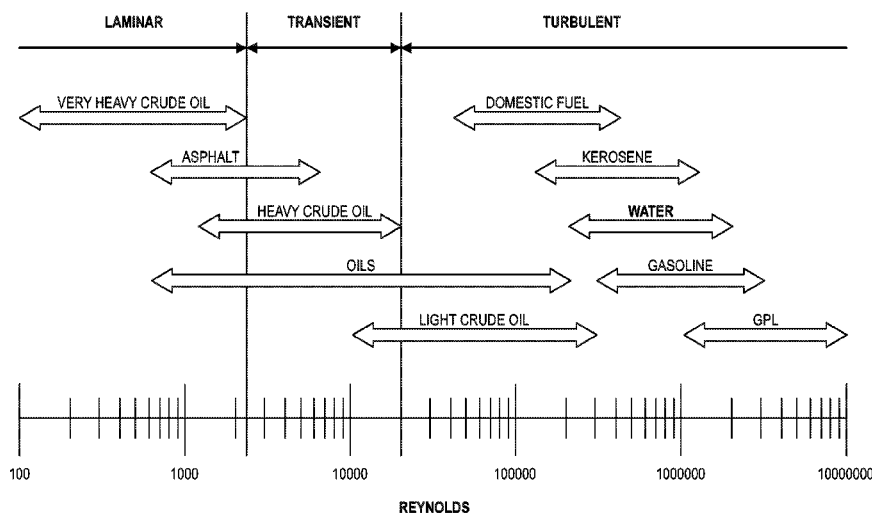 LAMINAR TRANSIENT TURBULENT
VERY HEAVY CRUDE OIL DOMESTIC FUEL
ASPHALT KEROSENE
HEAVY CRUDE OIL WATER
OILS GASOLINE
LIGHT CRUDE OIL GPL
100 1000 10000 100000 1000000 10000000
REYNOLDS